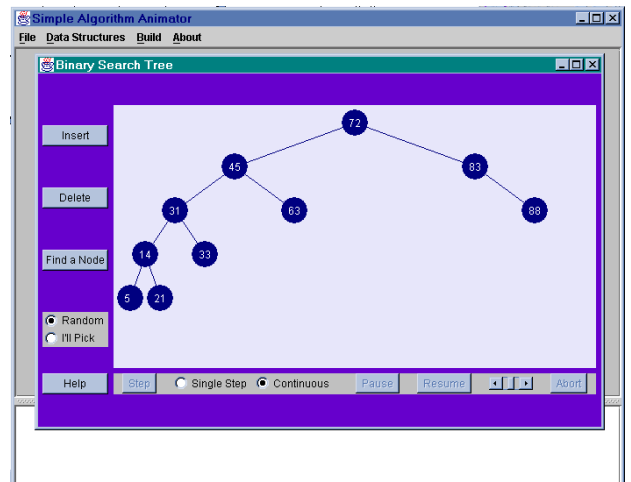 Simple Algorithm Animator
File Data Structures Build About
Binary Search Tree
72
Insert
45 83
Delete
31 63 88
Find a Node
14 33
5 21
Random
I'll Pick
Help Step Single Step Continuous Pause Resume Abort